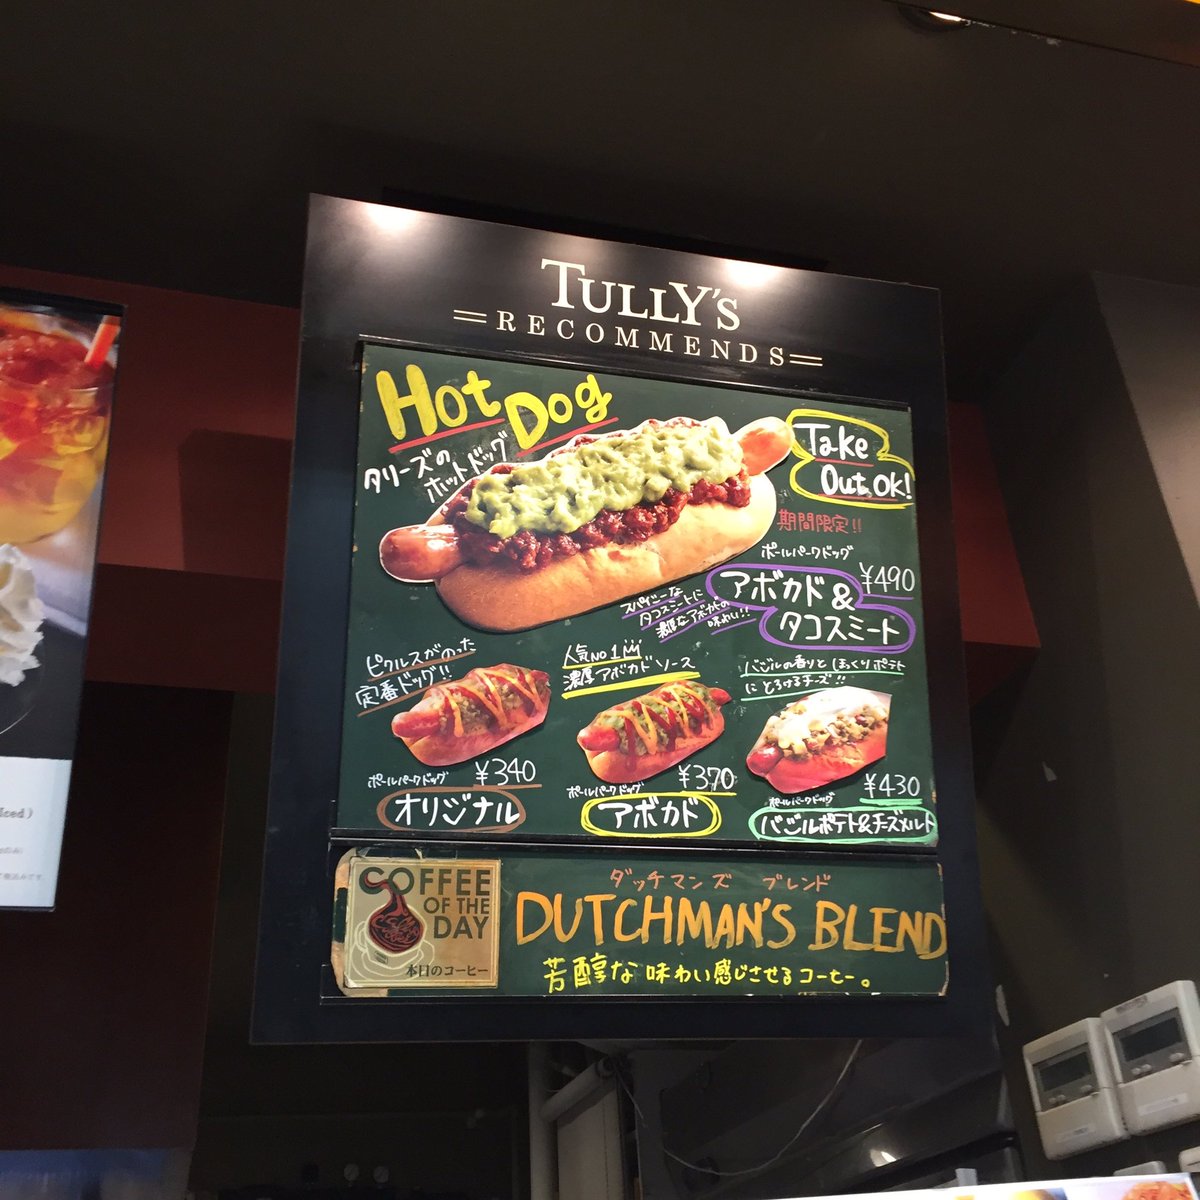 TULLY'S
RECOMMENDS
Hot Dog
タリーズの
ホットドッグ
Take
Out OK!
期間限定!!
ボールパークドッグ
¥490
アボカド&
タコスミート
スパイシーな
タコスミートに
濃厚なアボカドの
味わい!!
ピクルスがのった
定番ドッグ!!
ボールパークドッグ
¥340
オリジナル
人気No1
濃厚アボカドソース
ボールパークドッグ
¥370
アボカド
バジルの香りとほっくりポテト
にとろけるチーズ!!
¥430
ボールパークドッグ
バジルポテト&チーズメルト
COFFEE
OF THE
DAY
本日のコーヒー
ダッチマンズ ブレンド
DUTCHMAN'S BLEND
芳醇な味わい感じさせるコーヒー。